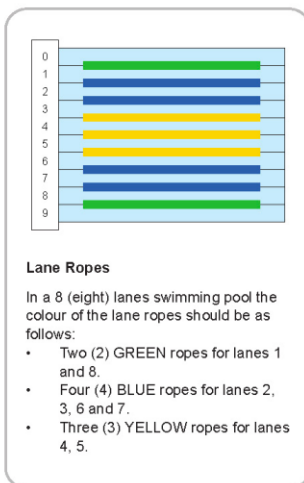 0
1
2
3
4
5
6
7
8
9
Lane Ropes
In a 8 (eight) lanes swimming pool the
colour of the lane ropes should be as
follows:
• Two (2) GREEN ropes for lanes 1
and 8.
• Four (4) BLUE ropes for lanes 2,
3, 6 and 7.
• Three (3) YELLOW ropes for lanes
4, 5.